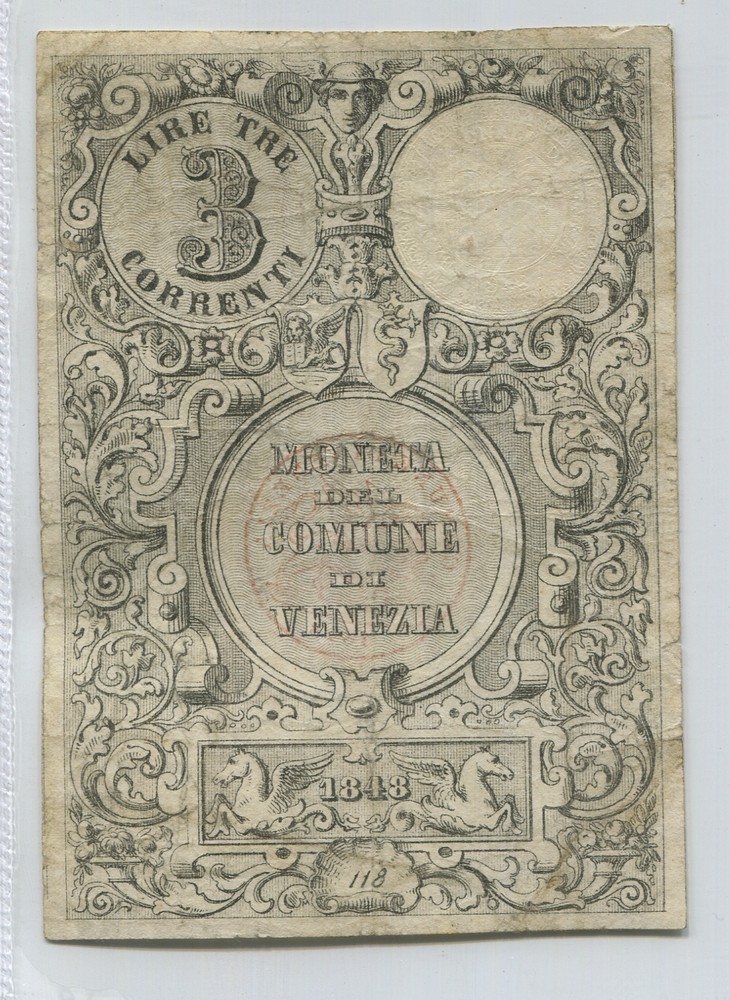 LIRE TRE
3
CORRENTI
MONETA
DEL
COMUNE
DI
VENEZIA
1848
118